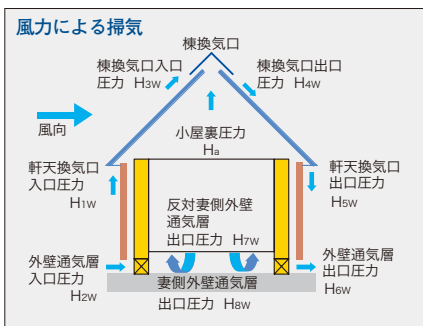 風力による掃気
棟換気口
棟換気口入口
圧力 H3W
棟換気口出口
圧力 H4W
風向
小屋裏圧力
Ha
軒天換気口
入口圧力
H1W
軒天換気口
出口圧力
H5W
反対妻側外壁
通気層
出口圧力 H7W
外壁通気層
入口圧力
H2W
外壁通気層
出口圧力
H6W
妻側外壁通気層
出口圧力 H8W